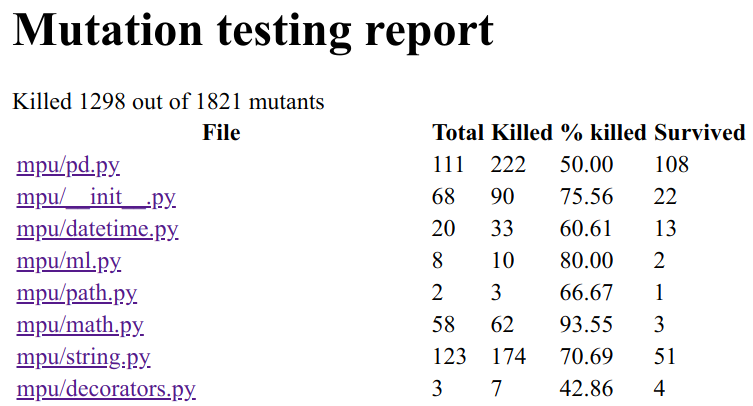 Mutation testing report
Killed 1298 out of 1821 mutants
File Total Killed % killed Survived
mpu/pd.py 111 222 50.00 108
mpu/__init__.py 68 90 75.56 22
mpu/datetime.py 20 33 60.61 13
mpu/ml.py 8 10 80.00 2
mpu/path.py 2 3 66.67 1
mpu/math.py 58 62 93.55 3
mpu/string.py 123 174 70.69 51
mpu/decorators.py 3 7 42.86 4